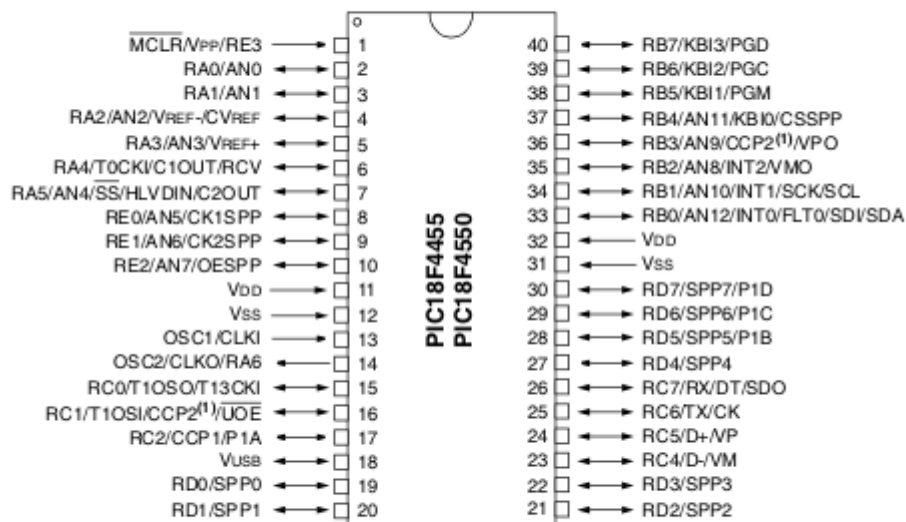 MCLR/VPP/RE3 1
RA0/AN0 2
RA1/AN1 3
RA2/AN2/VREF-/CVREF 4
RA3/AN3/VREF+ 5
RA4/T0CKI/C1OUT/RCV 6
RA5/AN4/SS/HLVDIN/C2OUT 7
RE0/AN5/CK1SPP 8
RE1/AN6/CK2SPP 9
RE2/AN7/OESPP 10
VDD 11
VSS 12
OSC1/CLKI 13
OSC2/CLKO/RA6 14
RC0/T1OSO/T13CKI 15
RC1/T1OSI/CCP2(1)/UOE 16
RC2/CCP1/P1A 17
VUSB 18
RD0/SPP0 19
RD1/SPP1 20
PIC18F4455
PIC18F4550
40 RB7/KBI3/PGD
39 RB6/KBI2/PGC
38 RB5/KBI1/PGM
37 RB4/AN11/KBI0/CSSPP
36 RB3/AN9/CCP2(1)/VPO
35 RB2/AN8/INT2/VMO
34 RB1/AN10/INT1/SCK/SCL
33 RB0/AN12/INT0/FLT0/SDI/SDA
32 VDD
31 VSS
30 RD7/SPP7/P1D
29 RD6/SPP6/P1C
28 RD5/SPP5/P1B
27 RD4/SPP4
26 RC7/RX/DT/SDO
25 RC6/TX/CK
24 RC5/D+/VP
23 RC4/D-/VM
22 RD3/SPP3
21 RD2/SPP2